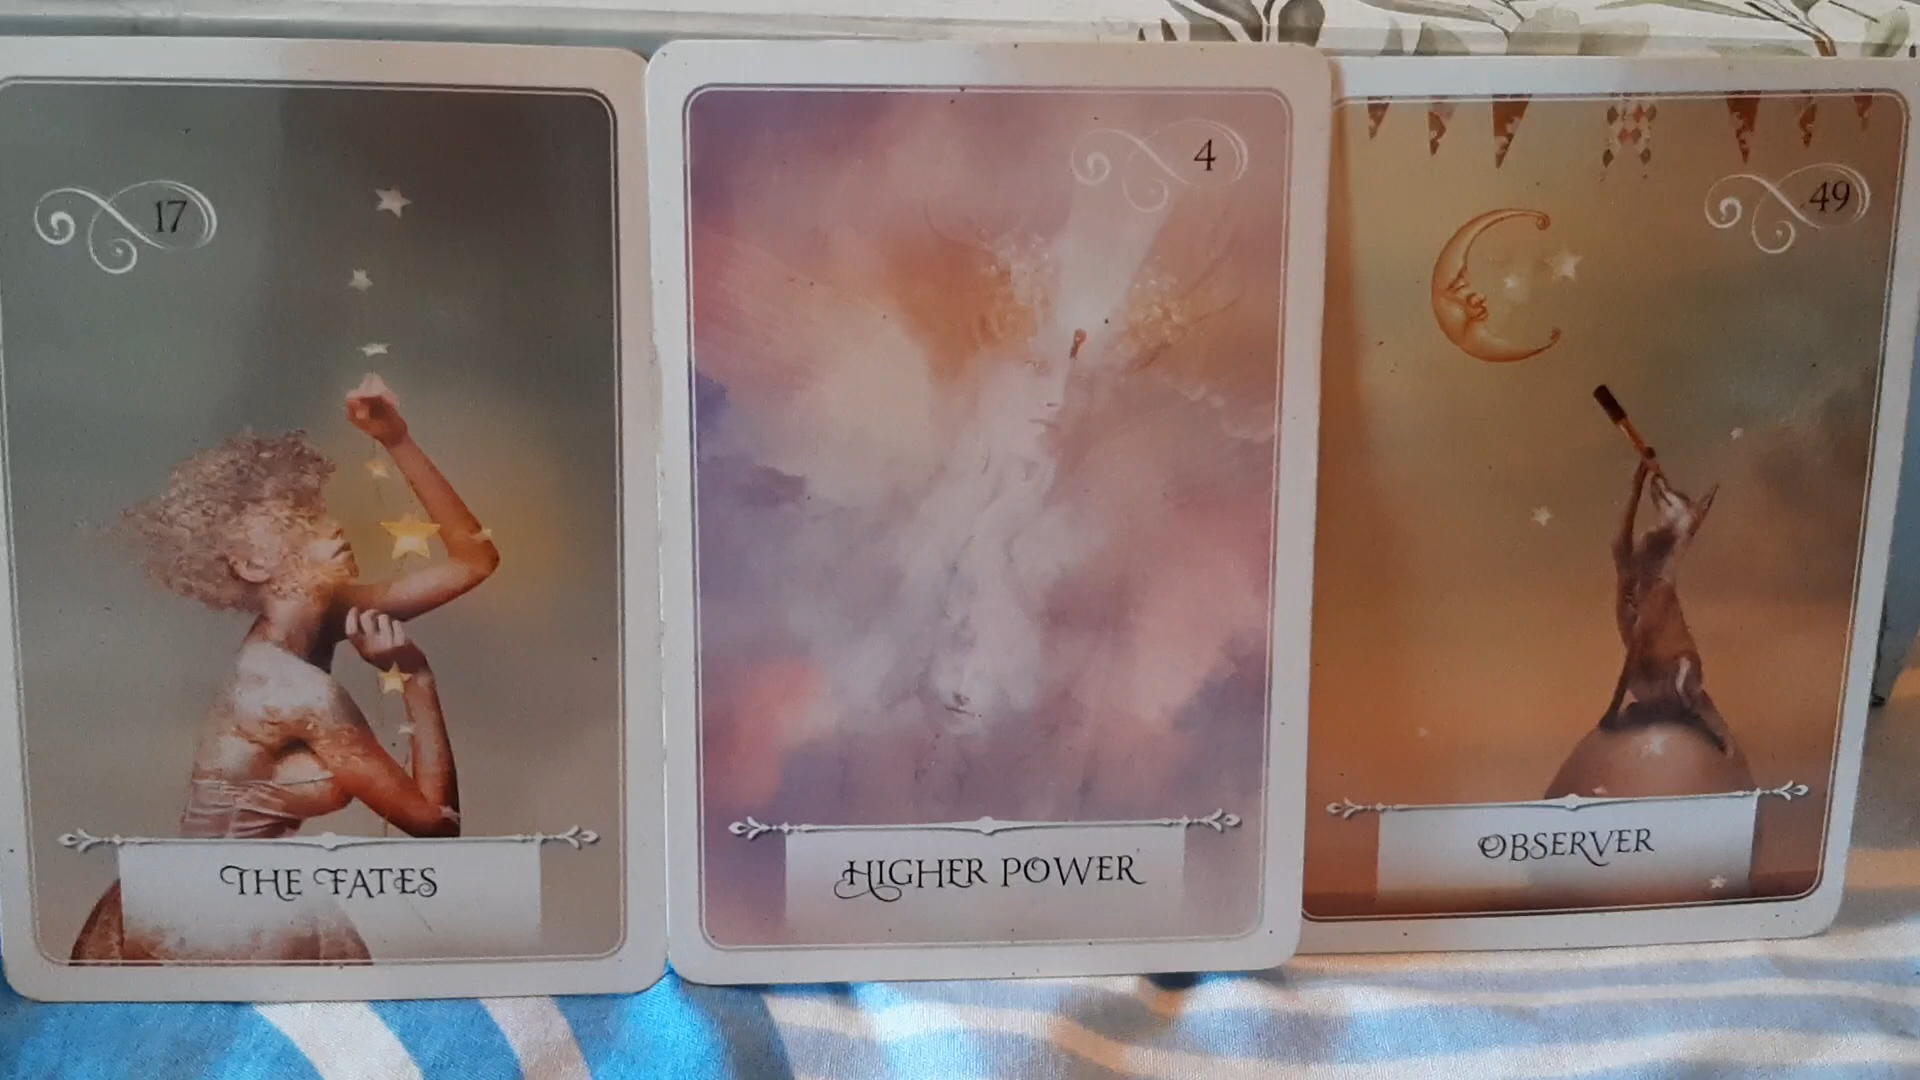 17
THE FATES
4
HIGHER POWER
49
OBSERVER